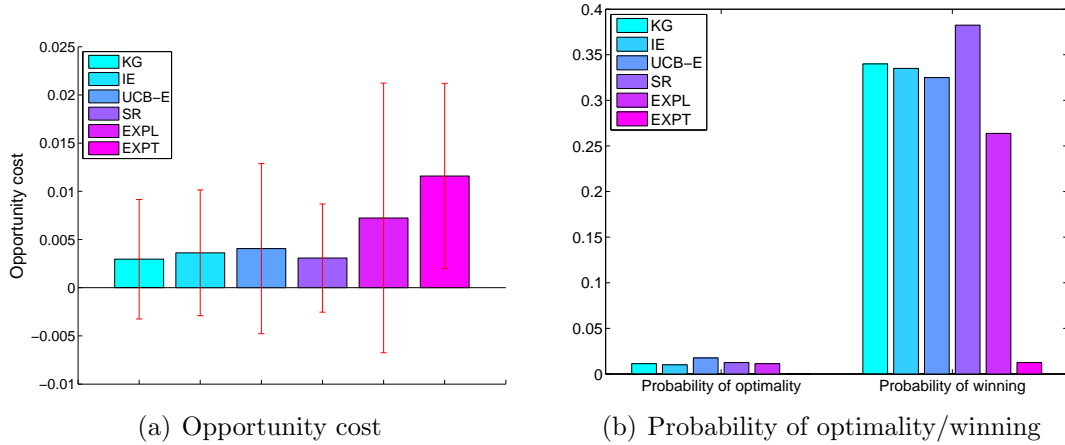 KG
IE
UCB−E
SR
EXPL
EXPT
Opportunity cost
0.025
0.02
0.015
0.01
0.005
0
−0.005
−0.01
(a) Opportunity cost
KG
IE
UCB−E
SR
EXPL
EXPT
0.4
0.35
0.3
0.25
0.2
0.15
0.1
0.05
0
Probability of optimality
Probability of winning
(b) Probability of optimality/winning